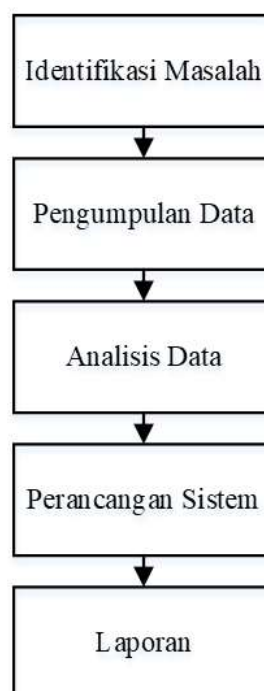 Identifikasi Masalah
Pengumpulan Data
Analisis Data
Perancangan Sistem
Laporan